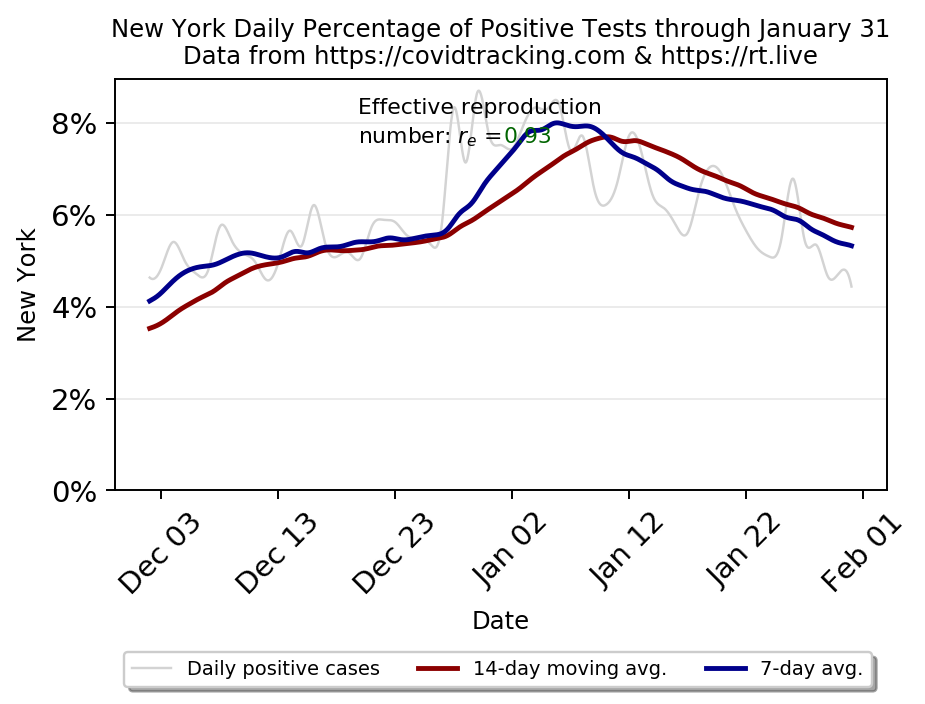 New York Daily Percentage of Positive Tests through January 31
Data from https://covidtracking.com & https://rt.live
Effective reproduction
number: rₑ =0.93
8%
6%
4%
2%
0%
New York
Dec 03
Dec 13
Dec 23
Jan 02
Jan 12
Jan 22
Feb 01
Date
Daily positive cases
14-day moving avg.
7-day avg.